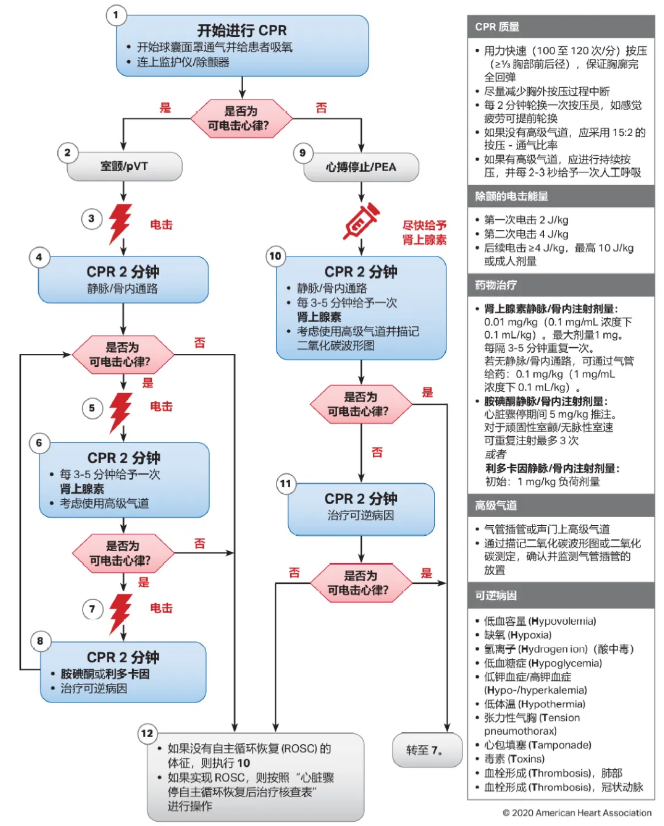 1
开始进行 CPR
• 开始球囊面罩通气并给患者吸氧
• 连上监护仪/除颤器
是
是否为
可电击心律?
否
2
室颤/pVT
9
心搏停止/PEA
3
电击
尽快给予
肾上腺素
4
CPR 2 分钟
静脉/骨内通路
10
CPR 2 分钟
• 静脉/骨内通路
• 每 3-5 分钟给予一次
肾上腺素
• 考虑使用高级气道并描记
二氧化碳波形图
是否为
可电击心律?
否
是
5
电击
是否为
可电击心律?
是
否
6
CPR 2 分钟
• 每 3-5 分钟给予一次
肾上腺素
• 考虑使用高级气道
11
CPR 2 分钟
治疗可逆病因
是否为
可电击心律?
否
是
否
是否为
可电击心律?
是
7
电击
8
CPR 2 分钟
• 胺碘酮或利多卡因
• 治疗可逆病因
12
• 如果没有自主循环恢复 (ROSC) 的
体征，则执行 10
• 如果实现 ROSC，则按照“心脏骤
停自主循环恢复后治疗核查表”
进行操作
转至 7。
CPR 质量
• 用力快速（100 至 120 次/分）按压
（≥⅓ 胸部前后径），保证胸廓完
全回弹
• 尽量减少胸外按压过程中断
• 每 2 分钟轮换一次按压员，如感觉
疲劳可提前轮换
• 如果没有高级气道，应采用 15:2 的
按压 - 通气比率
• 如果有高级气道，应进行持续按
压，并每 2-3 秒给予一次人工呼吸
除颤的电击能量
• 第一次电击 2 J/kg
• 第二次电击 4 J/kg
• 后续电击 ≥4 J/kg，最高 10 J/kg
或成人剂量
药物治疗
• 肾上腺素静脉/骨内注射剂量：
0.01 mg/kg（0.1 mg/mL 浓度下
0.1 mL/kg）。最大剂量1 mg。
每隔 3-5 分钟重复一次。
若无静脉/骨内通路，可通过气管
给药：0.1 mg/kg（1 mg/mL
浓度下 0.1 mL/kg）。
• 胺碘酮静脉/骨内注射剂量：
心脏骤停期间 5 mg/kg 推注。
对于顽固性室颤/无脉性室速
可重复注射最多 3 次
或者
利多卡因静脉/骨内注射剂量：
初始：1 mg/kg 负荷剂量
高级气道
• 气管插管或声门上高级气道
• 通过描记二氧化碳波形图或二氧化
碳测定，确认并监测气管插管的
放置
可逆病因
• 低血容量 (Hypovolemia)
• 缺氧 (Hypoxia)
• 氢离子 (Hydrogen ion)（酸中毒）
• 低血糖症 (Hypoglycemia)
• 低钾血症/高钾血症
(Hypo-/hyperkalemia)
• 低体温 (Hypothermia)
• 张力性气胸 (Tension
pneumothorax)
• 心包填塞 (Tamponade)
• 毒素 (Toxins)
• 血栓形成 (Thrombosis)，肺部
• 血栓形成 (Thrombosis)，冠状动脉
© 2020 American Heart Association